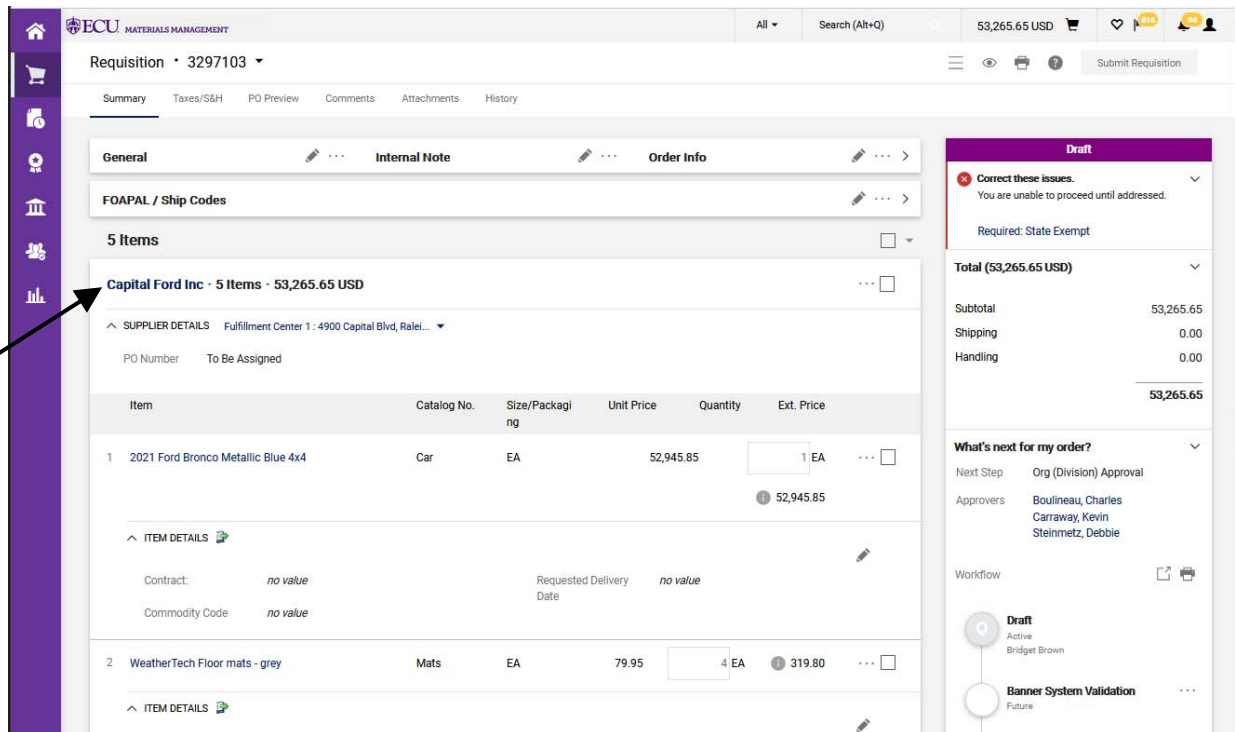 ECU MATERIALS MANAGEMENT All Search (Alt+Q) 53,265.65 USD
Requisition • 3297103 Submit Requisition
Summary Taxes/S&H PO Preview Comments Attachments History
General ... Internal Note ... Order Info ...
FOAPAL / Ship Codes ...
5 Items
Capital Ford Inc · 5 Items · 53,265.65 USD ...
SUPPLIER DETAILS Fulfillment Center 1 : 4900 Capital Blvd, Ralei...
PO Number To Be Assigned
Item Catalog No. Size/Packagi Unit Price Quantity Ext. Price
ng
1 2021 Ford Bronco Metallic Blue 4x4 Car EA 52,945.85 1 EA ...
52,945.85
ITEM DETAILS
Contract: no value Requested Delivery no value
Date
Commodity Code no value
2 WeatherTech Floor mats - grey Mats EA 79.95 4 EA 319.80 ...
ITEM DETAILS
Draft
Correct these issues.
You are unable to proceed until addressed.
Required: State Exempt
Total (53,265.65 USD)
Subtotal 53,265.65
Shipping 0.00
Handling 0.00
53,265.65
What's next for my order?
Next Step Org (Division) Approval
Approvers Boulineau, Charles
Carraway, Kevin
Steinmetz, Debbie
Workflow
Draft
Active
Bridget Brown
Banner System Validation ...
Future